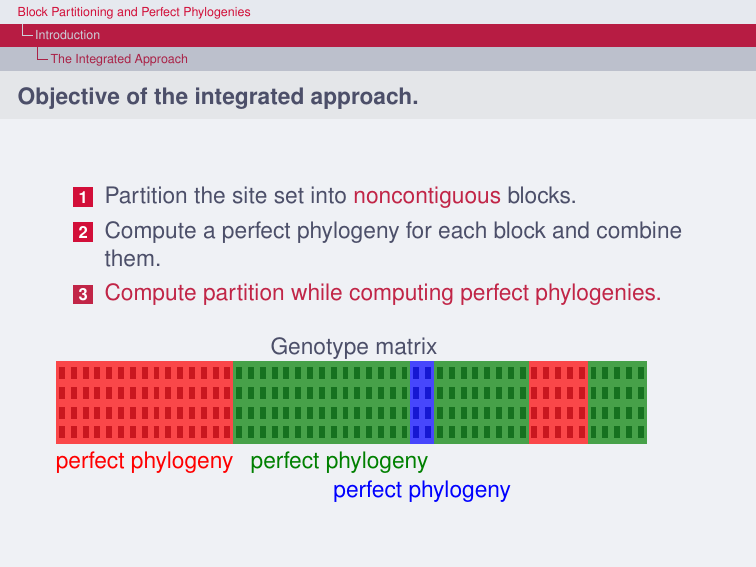 Block Partitioning and Perfect Phylogenies
Introduction
The Integrated Approach
Objective of the integrated approach.
1 Partition the site set into noncontiguous blocks.
2 Compute a perfect phylogeny for each block and combine
them.
3 Compute partition while computing perfect phylogenies.
Genotype matrix
perfect phylogeny perfect phylogeny
perfect phylogeny